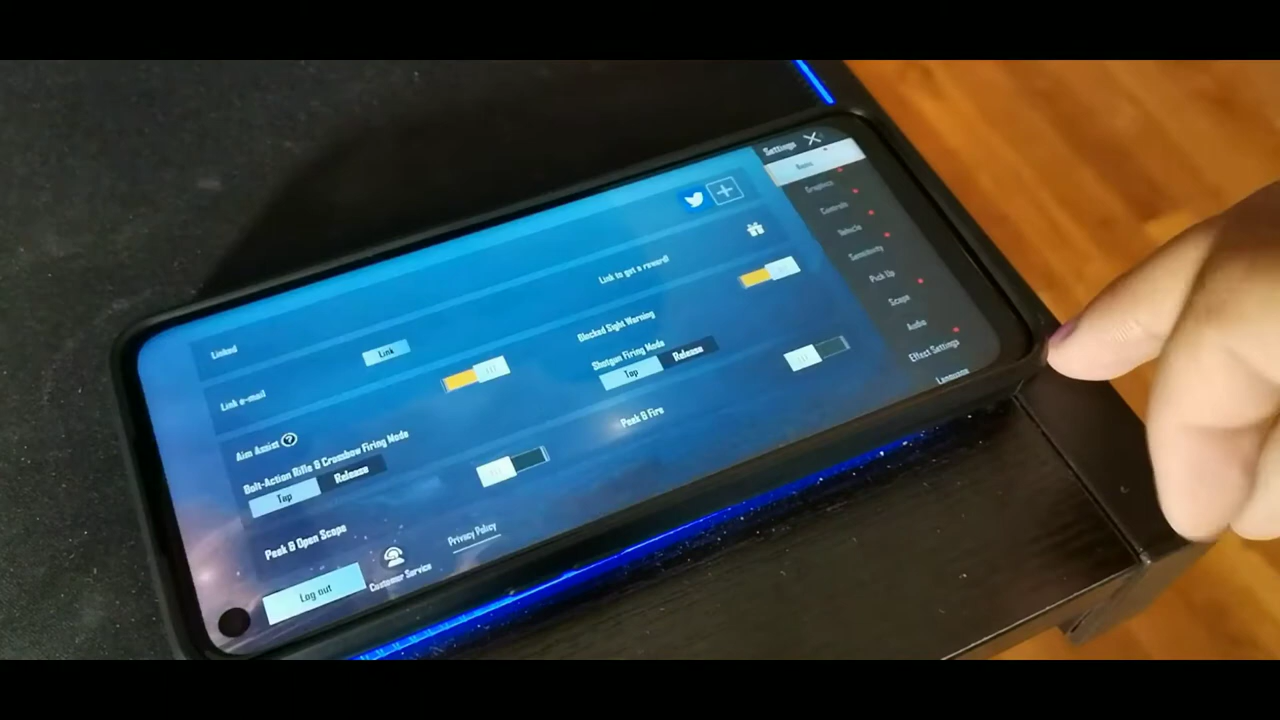 Settings
Basic
Graphics
Controls
Vehicle
Sensitivity
Pick Up
Scope
Audio
Effect Settings
Language
Linked
Link e-mail
Link
Link to get a reward!
Aim Assist ?
Blocked Sight Warning
Bolt-Action Rifle & Crossbow Firing Mode
Tap
Release
Shotgun Firing Mode
Tap
Release
Peek & Open Scope
Peek & Fire
Log out
Customer Service
Privacy Policy